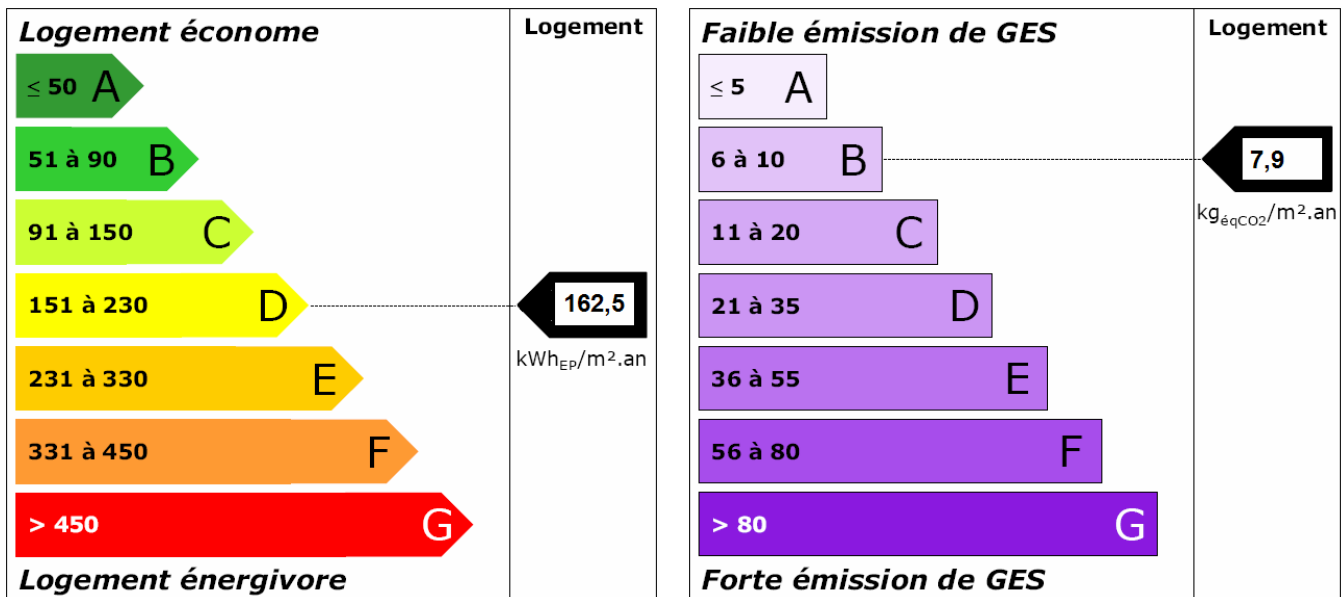 Logement économe
Logement
≤ 50 A
51 à 90 B
91 à 150 C
151 à 230 D
162,5
kWhEP/m².an
231 à 330 E
331 à 450 F
> 450 G
Logement énergivore
Faible émission de GES
Logement
≤ 5 A
6 à 10 B
7,9
kgéqCO2/m².an
11 à 20 C
21 à 35 D
36 à 55 E
56 à 80 F
> 80 G
Forte émission de GES